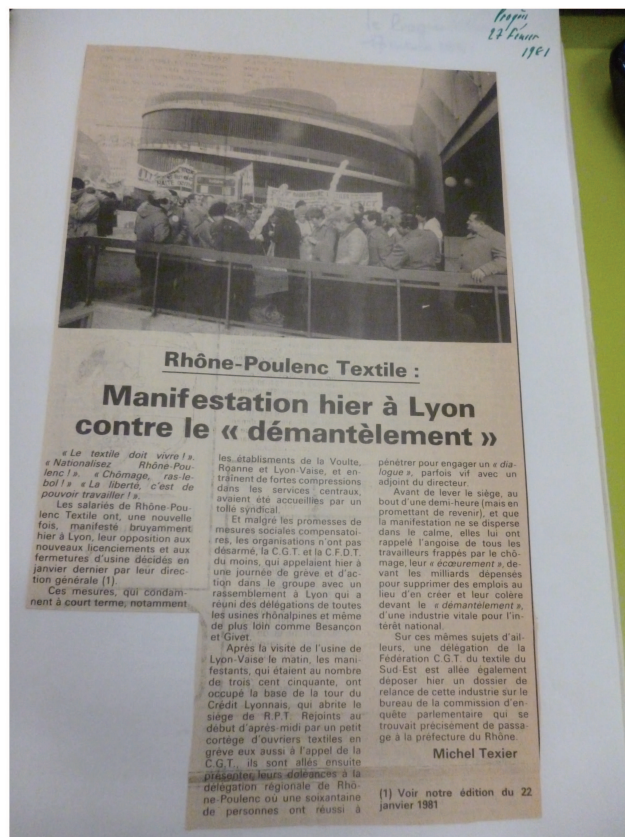 Progrès
27 février
1981
Rhône-Poulenc Textile :
Manifestation hier à Lyon
contre le « démantèlement »
« Le textile doit vivre ! ».
« Nationalisez Rhône-Pou-
lenc ! ». « Chômage, ras-le-
bol ! » « La liberté, c'est de
pouvoir travailler ! ».
Les salariés de Rhône-Pou-
lenc Textile ont, une nouvelle
fois, manifesté bruyamment
hier à Lyon, leur opposition aux
nouveaux licenciements et aux
fermetures d'usine décidés en
janvier dernier par leur direc-
tion générale (1).
Ces mesures, qui condam-
nent à court terme, notamment
les établisments de la Voulte,
Roanne et Lyon-Vaise, et en-
traînent de fortes compressions
dans les services centraux,
avaient été accueillies par un
tollé syndical.
Et malgré les promesses de
mesures sociales compensatoi-
res, les organisations n'ont pas
désarmé, la C.G.T. et la C.F.D.T.
du moins, qui appelaient hier à
une journée de grève et d'ac-
tion dans le groupe avec un
rassemblement à Lyon qui a
réuni des délégations de toutes
les usines rhônalpines et même
de plus loin comme Besançon
et Givet.
Après la visite de l'usine de
Lyon-Vaise le matin, les mani-
festants, qui étaient au nombre
de trois cent cinquante, ont
occupé la base de la tour du
Crédit Lyonnais, qui abrite le
siège de R.P.T. Rejoints au
début d'après-midi par un petit
cortège d'ouvriers textiles en
grève eux aussi à l'appel de la
C.G.T., ils sont allés ensuite
présenter leurs doléances à la
délégation régionale de Rhô-
ne-Poulenc où une soixantaine
de personnes ont réussi à
pénétrer pour engager un « dia-
logue », parfois vif avec un
adjoint du directeur.
Avant de lever le siège, au
bout d'une demi-heure (mais en
promettant de revenir), et que
la manifestation ne se disperse
dans le calme, elles lui ont
rappelé l'angoise de tous les
travailleurs frappés par le chô-
mage, leur « écœurement », de-
vant les milliards dépensés
pour supprimer des emplois au
lieu d'en créer et leur colère
devant le « démantèlement »,
d'une industrie vitale pour l'in-
térêt national.
Sur ces mêmes sujets d'ail-
leurs, une délégation de la
Fédération C.G.T. du textile du
Sud-Est est allée également
déposer hier un dossier de
relance de cette industrie sur le
bureau de la commission d'en-
quête parlementaire qui se
trouvait précisément de passa-
ge à la préfecture du Rhône.
Michel Texier
(1) Voir notre édition du 22
janvier 1981